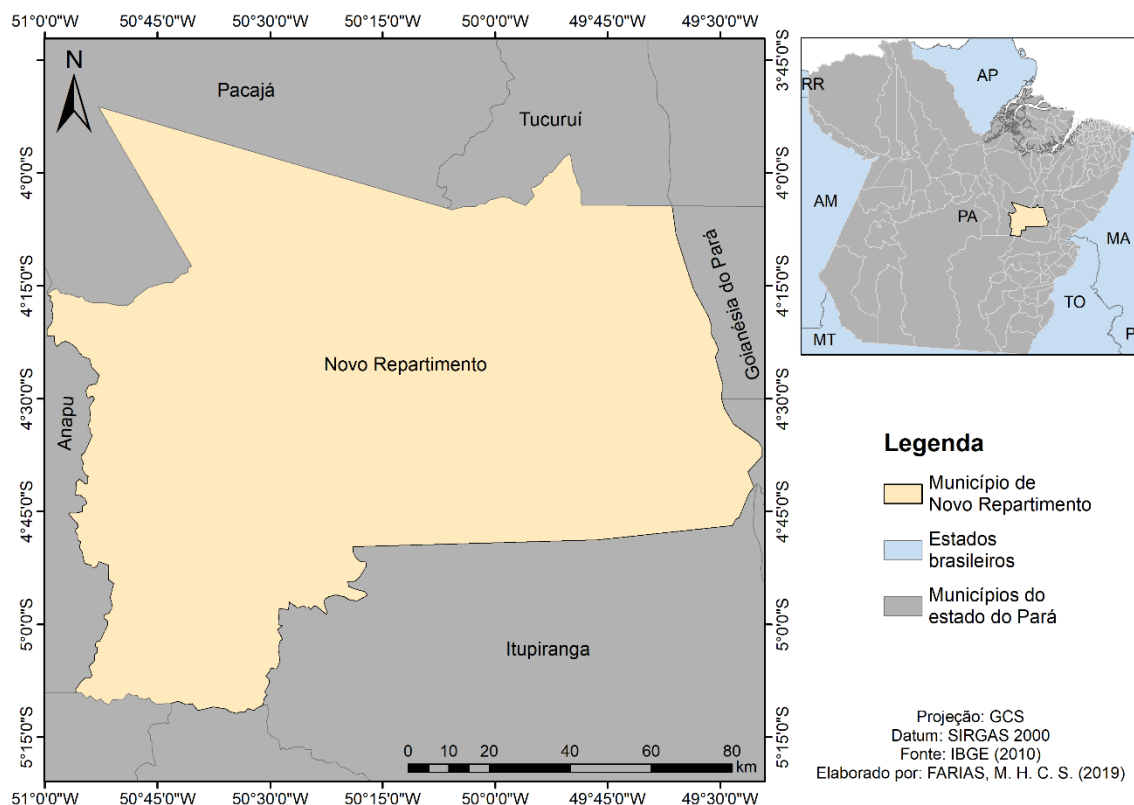 51°0'0"W 50°45'0"W 50°30'0"W 50°15'0"W 50°0'0"W 49°45'0"W 49°30'0"W
3°45'0"S
4°0'0"S
4°15'0"S
4°30'0"S
4°45'0"S
5°0'0"S
5°15'0"S
N
Pacajá
Tucuruí
Goianésia do Pará
Novo Repartimento
Anapu
Itupiranga
0 10 20 40 60 80
km
4°0'0"S
4°15'0"S
4°30'0"S
4°45'0"S
5°0'0"S
5°15'0"S
51°0'0"W 50°45'0"W 50°30'0"W 50°15'0"W 50°0'0"W 49°45'0"W 49°30'0"W
RR
AP
AM
PA
MA
TO
MT
P
Legenda
Município de
Novo Repartimento
Estados
brasileiros
Municípios do
estado do Pará
Projeção: GCS
Datum: SIRGAS 2000
Fonte: IBGE (2010)
Elaborado por: FARIAS, M. H. C. S. (2019)